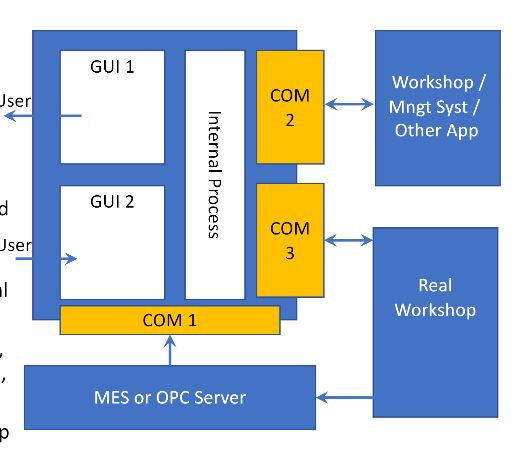 GUI 1
User
GUI 2
User
Internal Process
COM
2
COM
3
COM 1
Workshop /
Mngt Syst /
Other App
Real
Workshop
MES or OPC Server